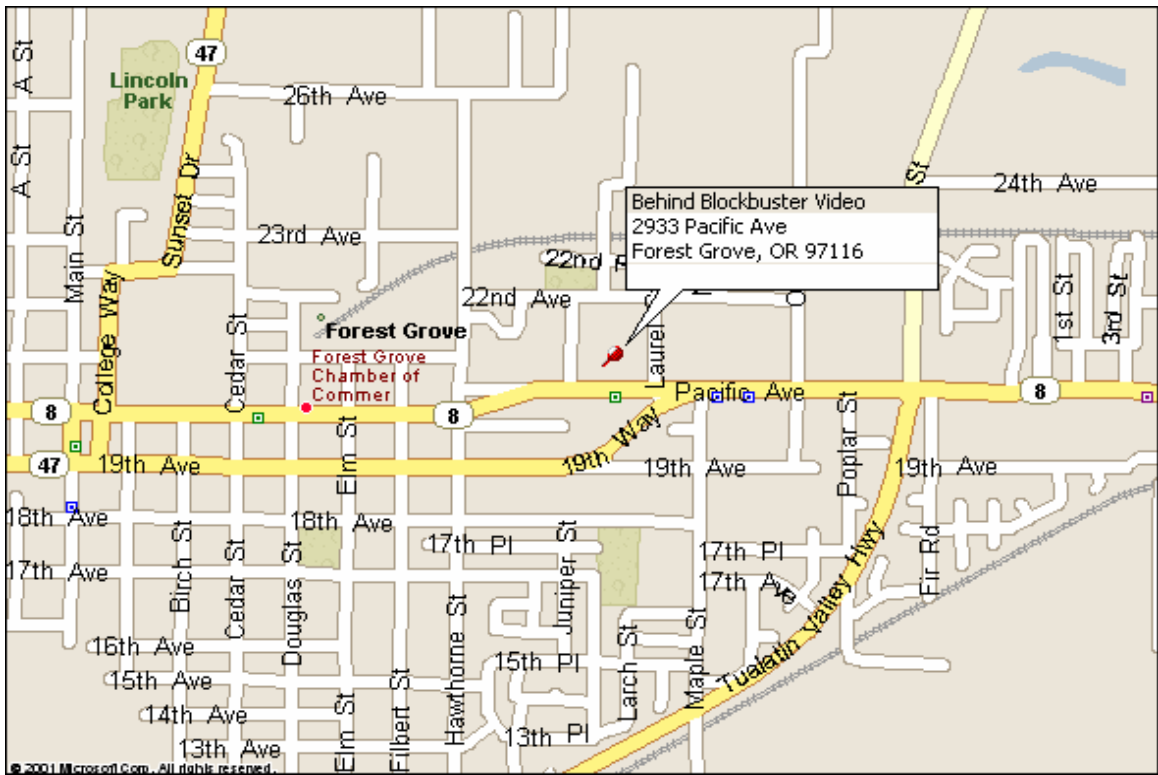 47
A St
Lincoln
Park
26th Ave
A St
Sunset Dr
St
24th Ave
Behind Blockbuster Video
2933 Pacific Ave
Forest Grove, OR 97116
Main St
23rd Ave
22nd
22nd Ave
College Way
Cedar St
Forest Grove
Forest Grove
Chamber of
Commer
Laurel
1st St
3rd St
8
8
Pacific Ave
8
47
19th Ave
Elm St
19th Way
19th Ave
Poplar St
19th Ave
18th Ave
18th Ave
17th Pl
17th Pl
17th Ave
17th Ave
Birch St
Cedar St
Douglas St
Juniper St
Fir Rd
Tualatin Valley Hwy
16th Ave
15th Ave
15th Pl
14th Ave
13th Ave
13th Pl
Elm St
Filbert St
Hawthorne St
Larch St
Maple St
© 2001 Microsoft Corp. All rights reserved.